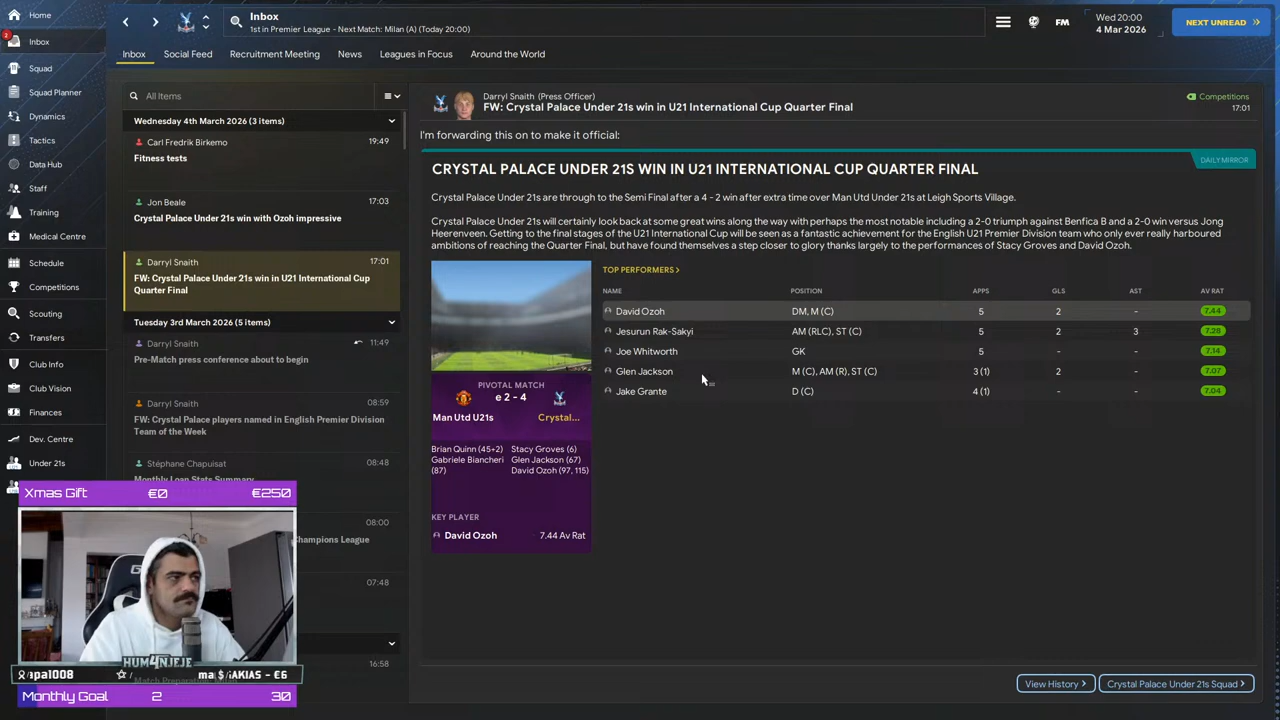 Home
Inbox
1st in Premier League - Next Match: Milan (A) (Today 20:00)
FM
Wed 20:00
4 Mar 2026
NEXT UNREAD
2
Inbox
Squad
Squad Planner
Dynamics
Tactics
Data Hub
Staff
Training
Medical Centre
Schedule
Competitions
Scouting
Transfers
Club Info
Club Vision
Finances
Dev. Centre
Under 21s
Inbox
Social Feed
Recruitment Meeting
News
Leagues in Focus
Around the World
All Items
Wednesday 4th March 2026 (3 items)
Carl Fredrik Birkemo 19:49
Fitness tests
Jon Beale 17:03
Crystal Palace Under 21s win with Ozoh impressive
Darryl Snaith 17:01
FW: Crystal Palace Under 21s win in U21 International Cup
Quarter Final
Tuesday 3rd March 2026 (5 items)
Darryl Snaith 11:49
Pre-Match press conference about to begin
Darryl Snaith 08:59
FW: Crystal Palace players named in English Premier Division
Team of the Week
Stéphane Chapuisat 08:48
Monthly Loan Stats Summary
08:00
Champions League
07:48
16:58
Darryl Snaith (Press Officer)
FW: Crystal Palace Under 21s win in U21 International Cup Quarter Final
Competitions
17:01
I'm forwarding this on to make it official:
DAILY MIRROR
CRYSTAL PALACE UNDER 21S WIN IN U21 INTERNATIONAL CUP QUARTER FINAL
Crystal Palace Under 21s are through to the Semi Final after a 4 - 2 win after extra time over Man Utd Under 21s at Leigh Sports Village.
Crystal Palace Under 21s will certainly look back at some great wins along the way with perhaps the most notable including a 2-0 triumph against Benfica B and a 2-0 win versus Jong
Heerenveen. Getting to the final stages of the U21 International Cup will be seen as a fantastic achievement for the English U21 Premier Division team who only ever really harboured
ambitions of reaching the Quarter Final, but have found themselves a step closer to glory thanks largely to the performances of Stacy Groves and David Ozoh.
TOP PERFORMERS >
NAME POSITION APPS GLS AST AV RAT
David Ozoh DM, M (C) 5 2 - 7.44
Jesurun Rak-Sakyi AM (RLC), ST (C) 5 2 3 7.28
Joe Whitworth GK 5 - - 7.14
Glen Jackson M (C), AM (R), ST (C) 3 (1) 2 - 7.07
Jake Grante D (C) 4 (1) - - 7.04
PIVOTAL MATCH
e 2 - 4
Man Utd U21s Crystal...
Brian Quinn (45+2)
Gabriele Biancheri
(87)
Stacy Groves (6)
Glen Jackson (67)
David Ozoh (97, 115)
KEY PLAYER
David Ozoh 7.44 Av Rat
View History >
Crystal Palace Under 21s Squad >
Xmas Gift €0 €250
HUM4NJEJE
Monthly Goal 2 30